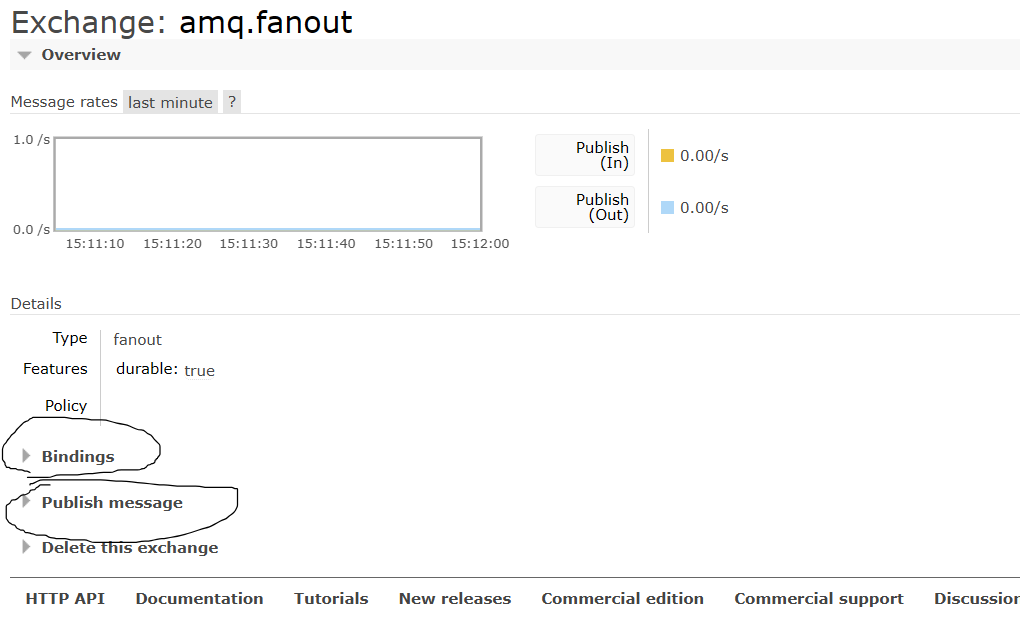 Exchange: amq.fanout
Overview
Message rates last minute ?
1.0 /s
0.0 /s
15:11:10 15:11:20 15:11:30 15:11:40 15:11:50 15:12:00
Publish
(In)
0.00/s
Publish
(Out)
0.00/s
Details
Type fanout
Features durable: true
Policy
Bindings
Publish message
Delete this exchange
HTTP API Documentation Tutorials New releases Commercial edition Commercial support Discussion